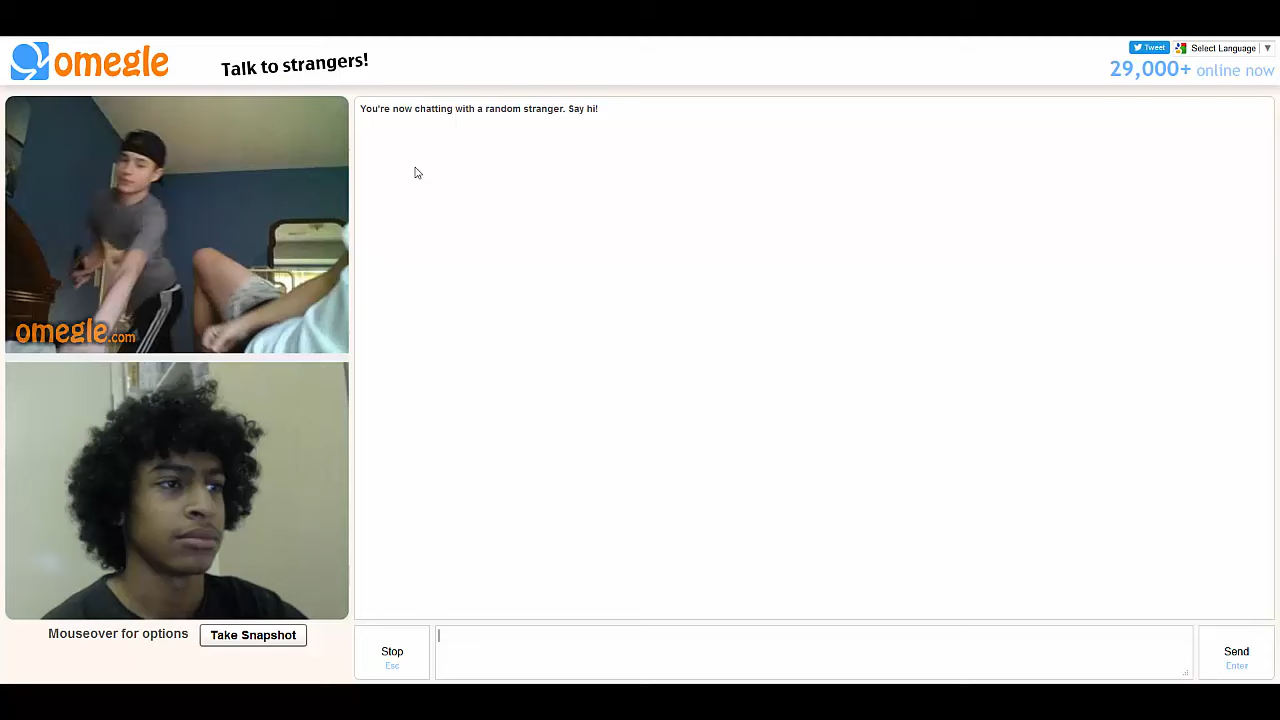 omegle
Talk to strangers!
Tweet
Select Language
29,000+ online now
You're now chatting with a random stranger. Say hi!
omegle.com
Mouseover for options
Take Snapshot
Stop
Esc
Send
Enter